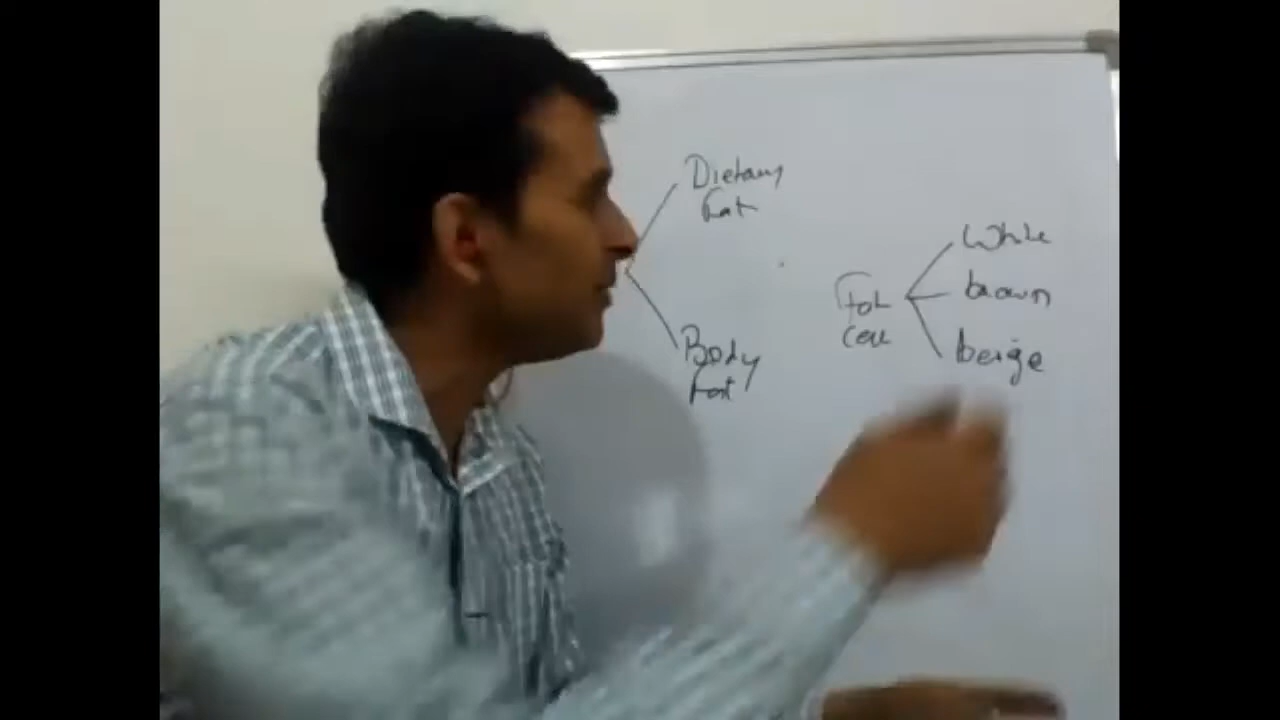 Dietary
Fat
Body
Fat
Fat
cell
White
brown
beige